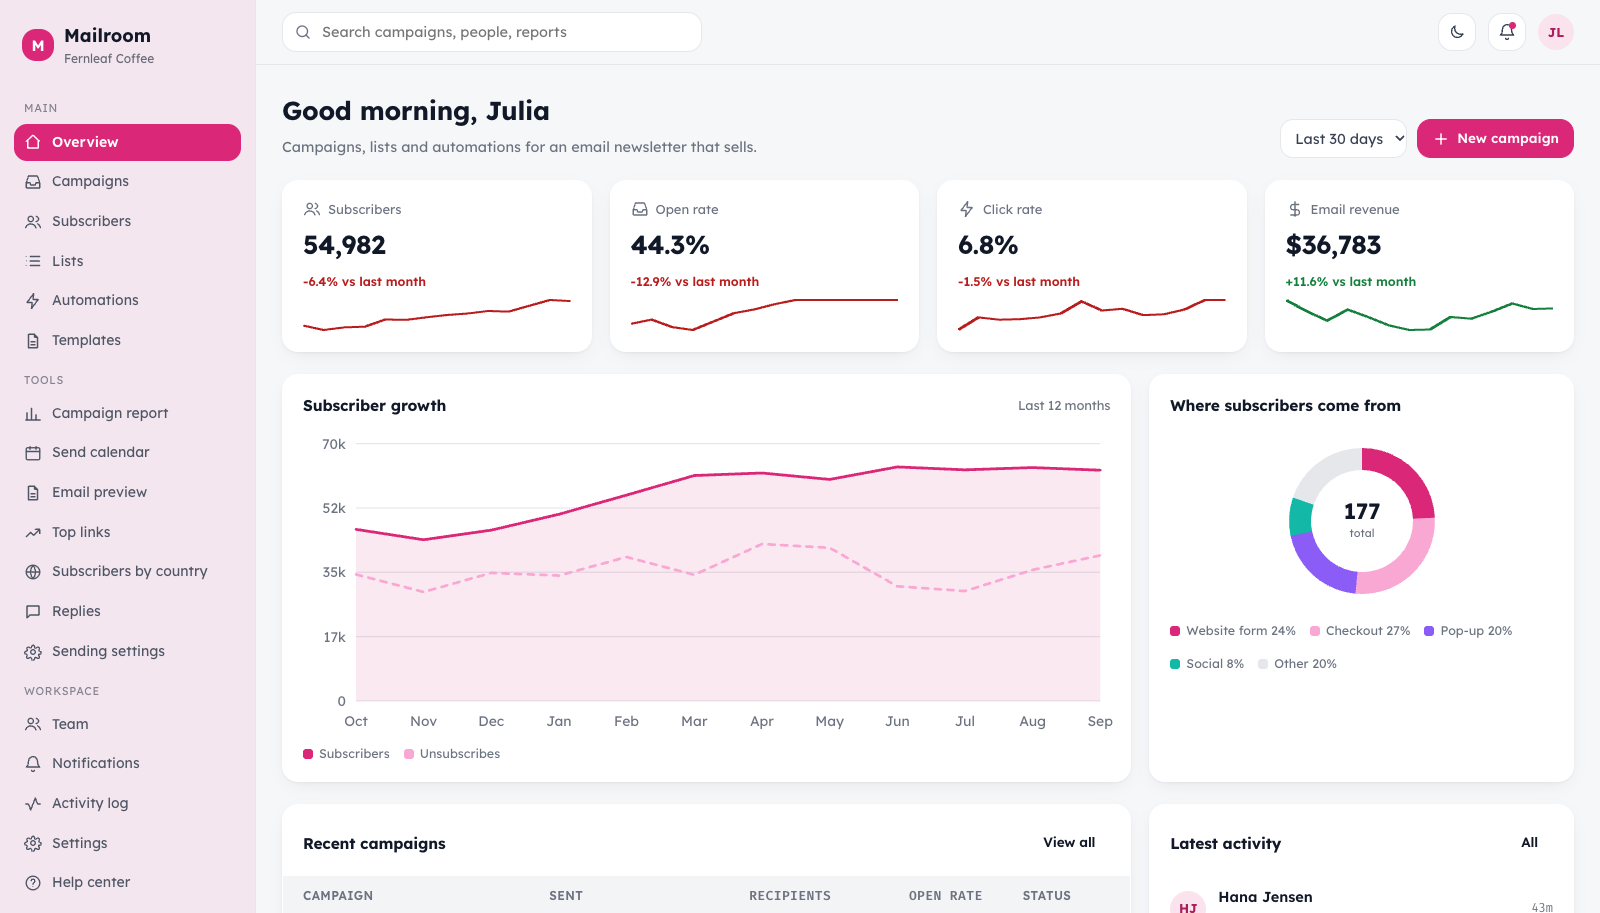 M
Mailroom
Fernleaf Coffee
MAIN
Overview
Campaigns
Subscribers
Lists
Automations
Templates
TOOLS
Campaign report
Send calendar
Email preview
Top links
Subscribers by country
Replies
Sending settings
WORKSPACE
Team
Notifications
Activity log
Settings
Help center
Search campaigns, people, reports
JL
Good morning, Julia
Campaigns, lists and automations for an email newsletter that sells.
Last 30 days
New campaign
Subscribers
54,982
-6.4% vs last month
Open rate
44.3%
-12.9% vs last month
Click rate
6.8%
-1.5% vs last month
Email revenue
$36,783
+11.6% vs last month
Subscriber growth
Last 12 months
70k
52k
35k
17k
0
Oct Nov Dec Jan Feb Mar Apr May Jun Jul Aug Sep
Subscribers Unsubscribes
Where subscribers come from
177
total
Website form 24% Checkout 27% Pop-up 20%
Social 8% Other 20%
Recent campaigns
View all
CAMPAIGN SENT RECIPIENTS OPEN RATE STATUS
Latest activity
All
HJ
Hana Jensen
43m